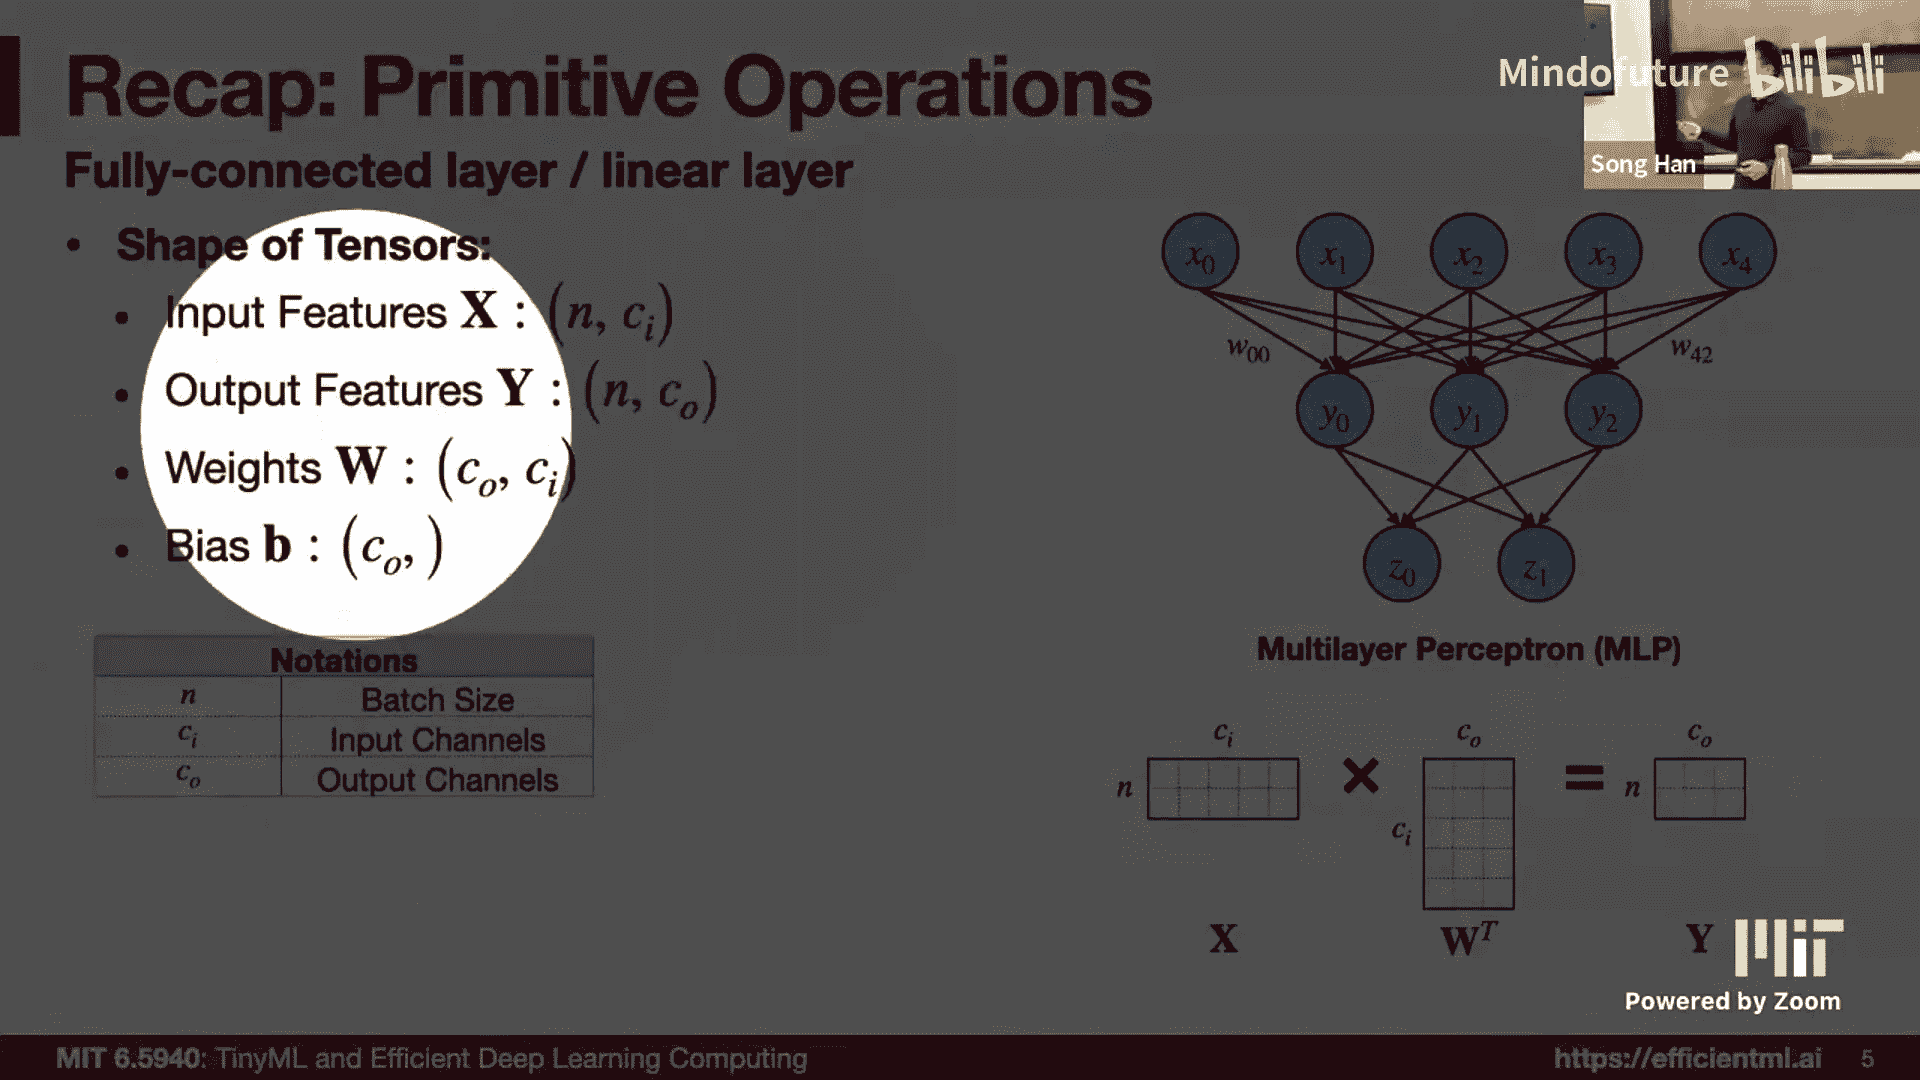 Recap: Primitive Operations
Mindofuture bilibili
Song Han
Fully-connected layer / linear layer
• Shape of Tensors:
• Input Features X : (n, cᵢ)
• Output Features Y : (n, cₒ)
• Weights W : (cₒ, cᵢ)
• Bias b : (cₒ, )
Notations
n Batch Size
cᵢ Input Channels
cₒ Output Channels
x₀ x₁ x₂ x₃ x₄
w₀₀ w₄₂
y₀ y₁ y₂
z₀ z₁
Multilayer Perceptron (MLP)
cᵢ cₒ cₒ
n × = n
cᵢ
X Wᵀ Y
MIT
Powered by Zoom
MIT 6.5940: TinyML and Efficient Deep Learning Computing
https://efficientml.ai 5